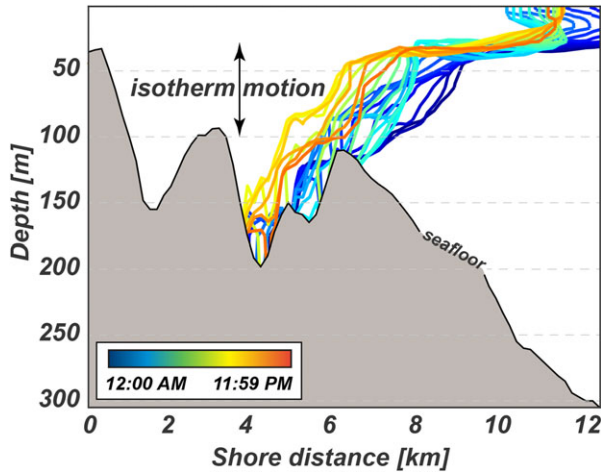 50
isotherm motion
100
150
200
250
300
Depth [m]
seafloor
12:00 AM 11:59 PM
0 2 4 6 8 10 12
Shore distance [km]